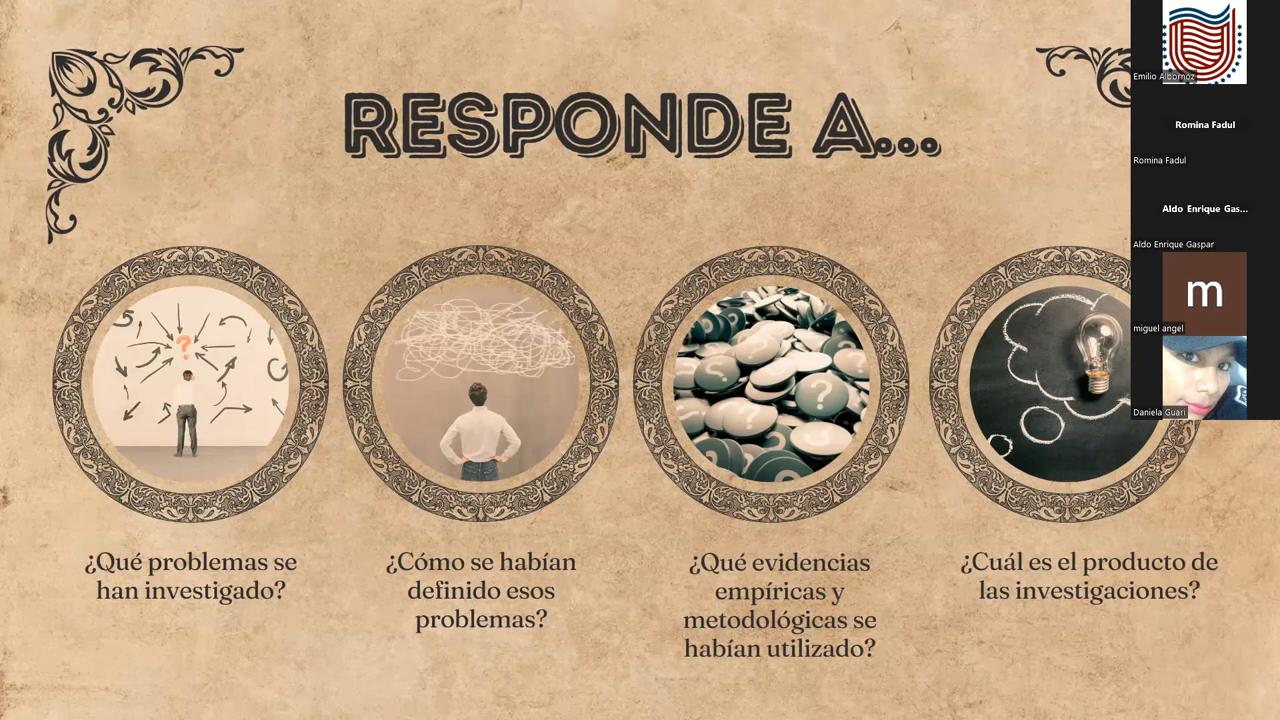 RESPONDE A...
¿Qué problemas se
han investigado?
¿Cómo se habían
definido esos
problemas?
¿Qué evidencias
empíricas y
metodológicas se
habían utilizado?
¿Cuál es el producto de
las investigaciones?
Emilio Albornoz
Romina Fadul
Romina Fadul
Aldo Enrique Gas...
Aldo Enrique Gaspar
m
miguel angel
Daniela Guari